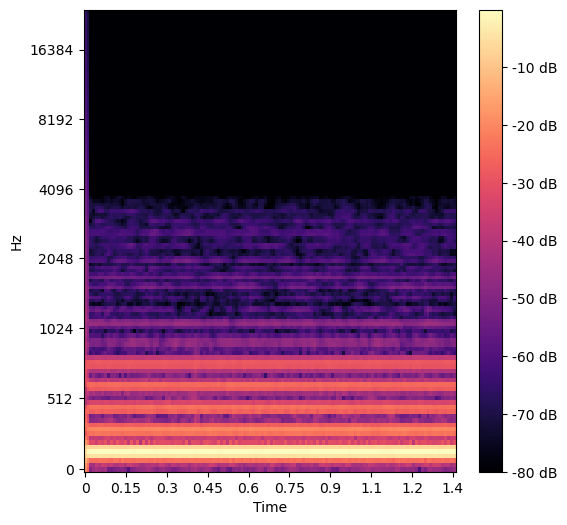 16384
8192
4096
2048
1024
512
0
Hz
0 0.15 0.3 0.45 0.6 0.75 0.9 1.1 1.2 1.4
Time
-10 dB
-20 dB
-30 dB
-40 dB
-50 dB
-60 dB
-70 dB
-80 dB